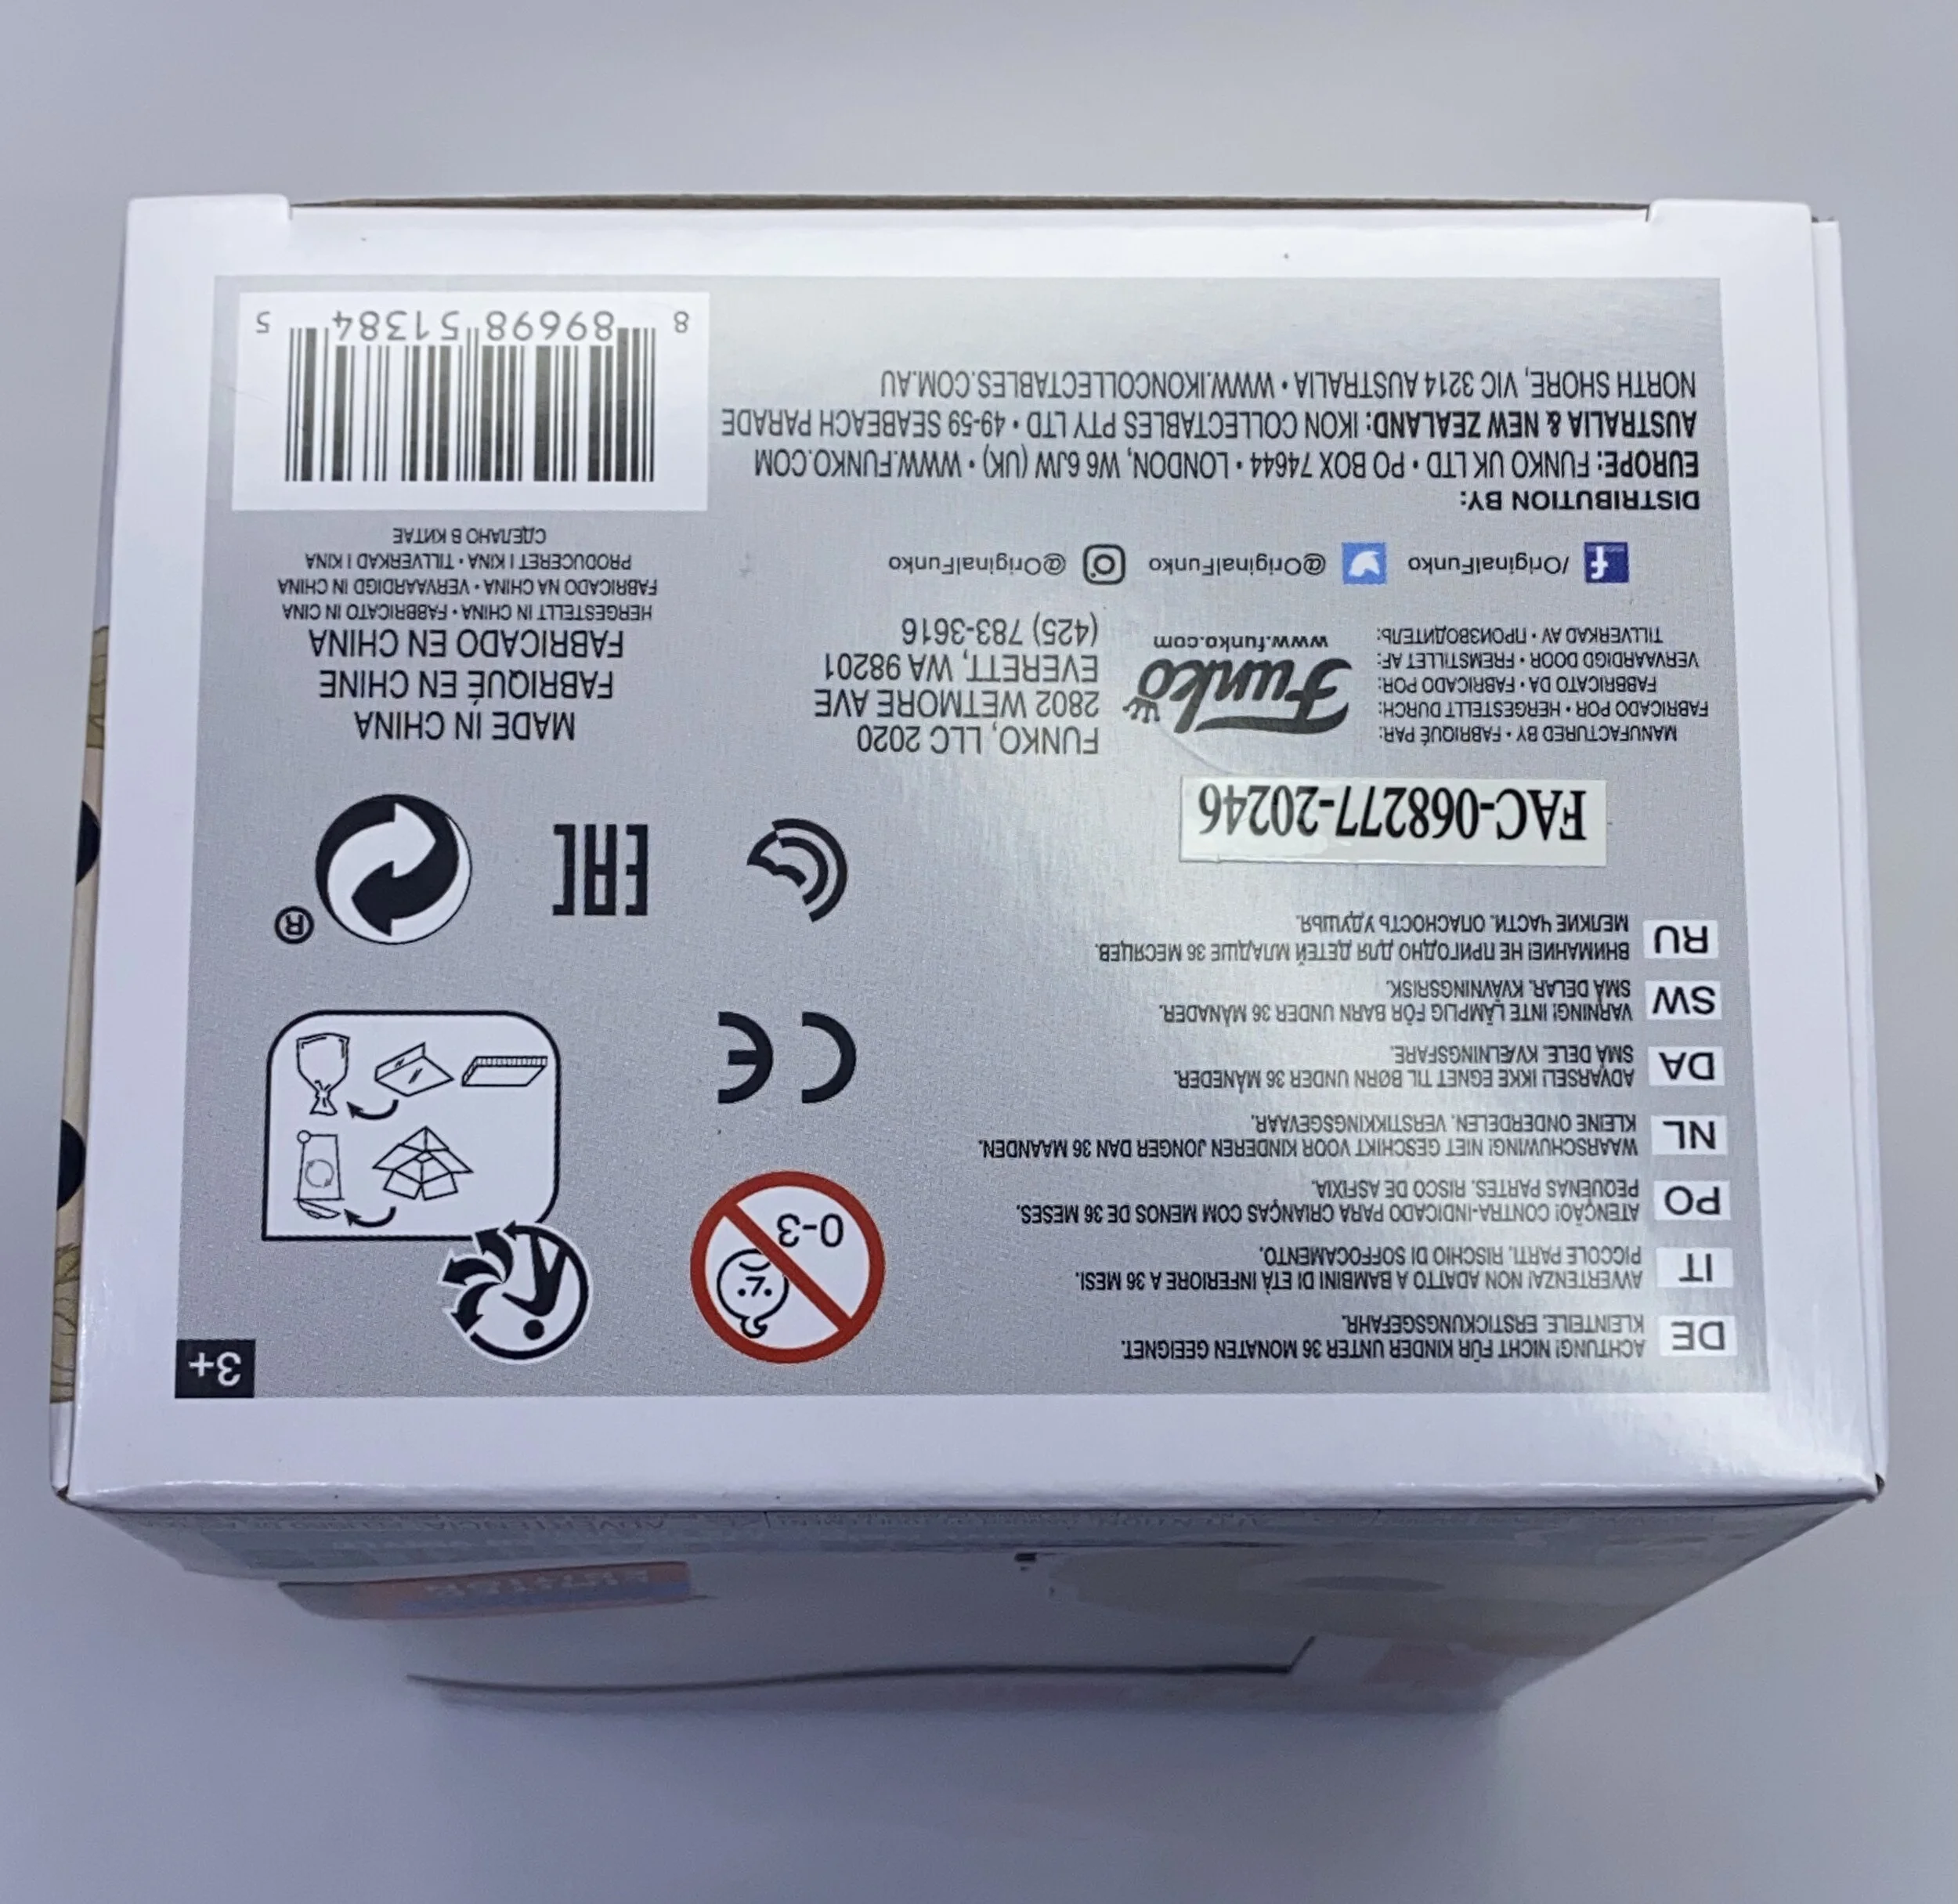 DE
ACHTUNG! NICHT FÜR KINDER UNTER 36 MONATEN GEEIGNET.
KLEINTEILE. ERSTICKUNGSGEFAHR.
IT
AVVERTENZA! NON ADATTO A BAMBINI DI ETÀ INFERIORE A 36 MESI.
PICCOLE PARTI. RISCHIO DI SOFFOCAMENTO.
PO
ATENÇÃO! CONTRA-INDICADO PARA CRIANÇAS COM MENOS DE 36 MESES.
PEQUENAS PARTES. RISCO DE ASFIXIA.
NL
WAARSCHUWING! NIET GESCHIKT VOOR KINDEREN JONGER DAN 36 MAANDEN.
KLEINE ONDERDELEN. VERSTIKKINGSGEVAAR.
DA
ADVARSEL! IKKE EGNET TIL BØRN UNDER 36 MÅNEDER.
SMÅ DELE. KVÆLNINGSFARE.
SW
VARNING! INTE LÄMPLIG FÖR BARN UNDER 36 MÅNADER.
SMÅ DELAR. KVÄVNINGSRISK.
RU
ВНИМАНИЕ! НЕ ПРИГОДНО ДЛЯ ДЕТЕЙ МЛАДШЕ 36 МЕСЯЦЕВ.
МЕЛКИЕ ЧАСТИ. ОПАСНОСТЬ УДУШЬЯ.
0-3
3+
CE
EAC
®
FAC-068277-20246
MANUFACTURED BY • FABRIQUÉ PAR:
FABRICADO POR • HERGESTELLT DURCH:
FABBRICATO DA • FABRICADO POR:
VERVAARDIGD DOOR • FREMSTILLET AF:
TILLVERKAD AV • ПРОИЗВОДИТЕЛЬ:
Funko
www.funko.com
FUNKO, LLC 2020
2802 WETMORE AVE
EVERETT, WA 98201
(425) 783-3616
MADE IN CHINA
FABRIQUÉ EN CHINE
FABRICADO EN CHINA
HERGESTELLT IN CHINA • FABBRICATO IN CINA
FABRICADO NA CHINA • VERVAARDIGD IN CHINA
PRODUCERET I KINA • TILLVERKAD I KINA
СДЕЛАНО В КИТАЕ
/OriginalFunko @OriginalFunko @OriginalFunko
DISTRIBUTION BY:
EUROPE: FUNKO UK LTD • PO BOX 74644 • LONDON, W6 6JW (UK) • WWW.FUNKO.COM
AUSTRALIA & NEW ZEALAND: IKON COLLECTABLES PTY LTD • 49-59 SEABEACH PARADE
NORTH SHORE, VIC 3214 AUSTRALIA • WWW.IKONCOLLECTABLES.COM.AU
8 89698 51384 5